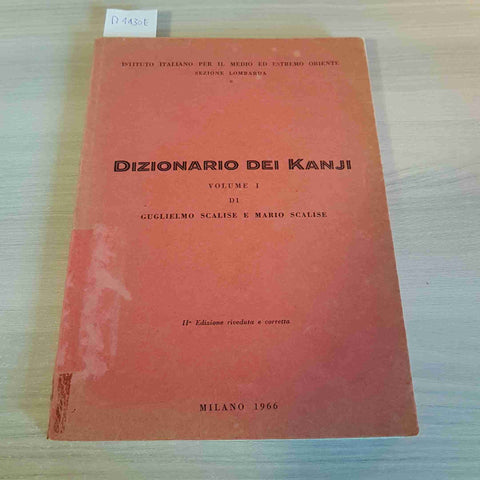 ISTITUTO ITALIANO PER IL MEDIO ED ESTREMO ORIENTE
SEZIONE LOMBARDA
DIZIONARIO DEI KANJI
VOLUME I
DI
GUGLIELMO SCALISE E MARIO SCALISE
IIª Edizione riveduta e corretta
MILANO 1966